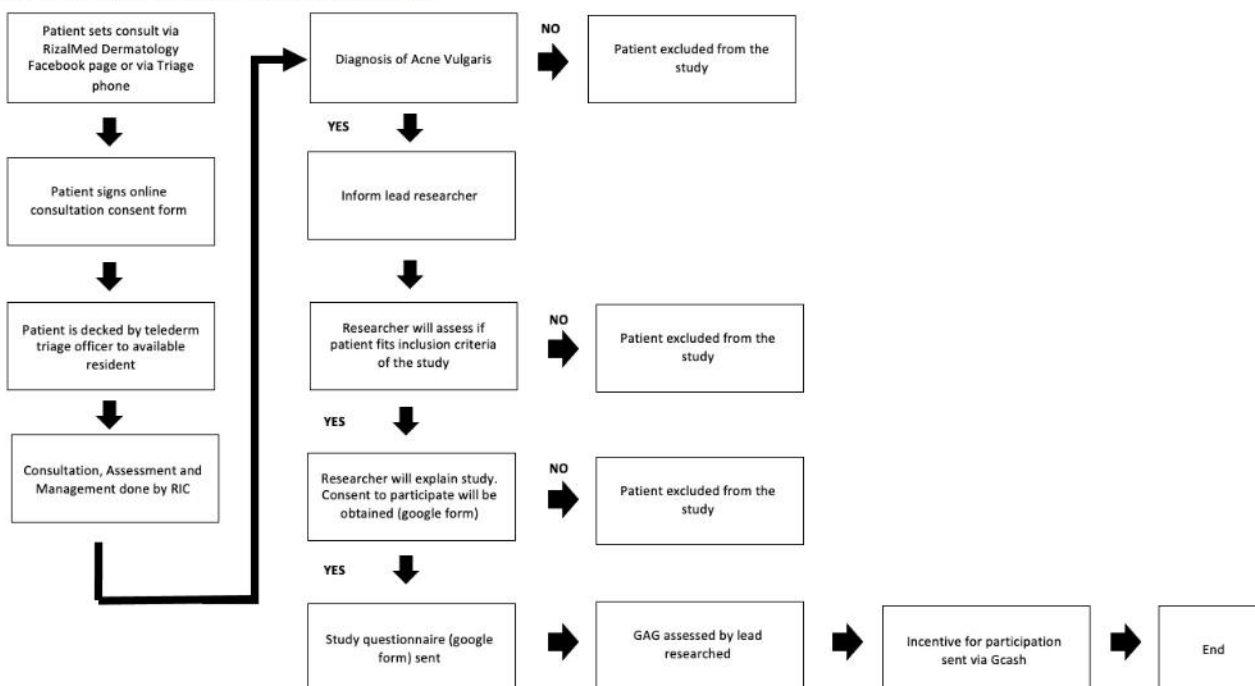 Patient sets consult via
RizalMed Dermatology
Facebook page or via Triage
phone
Patient signs online
consultation consent form
Patient is decked by telederm
triage officer to available
resident
Consultation, Assessment and
Management done by RIC
Diagnosis of Acne Vulgaris
NO
Patient excluded from the
study
YES
Inform lead researcher
Researcher will assess if
patient fits inclusion criteria
of the study
NO
Patient excluded from the
study
YES
Researcher will explain study.
Consent to participate will be
obtained (google form)
NO
Patient excluded from the
study
YES
Study questionnaire (google
form) sent
GAG assessed by lead
researched
Incentive for participation
sent via Gcash
End